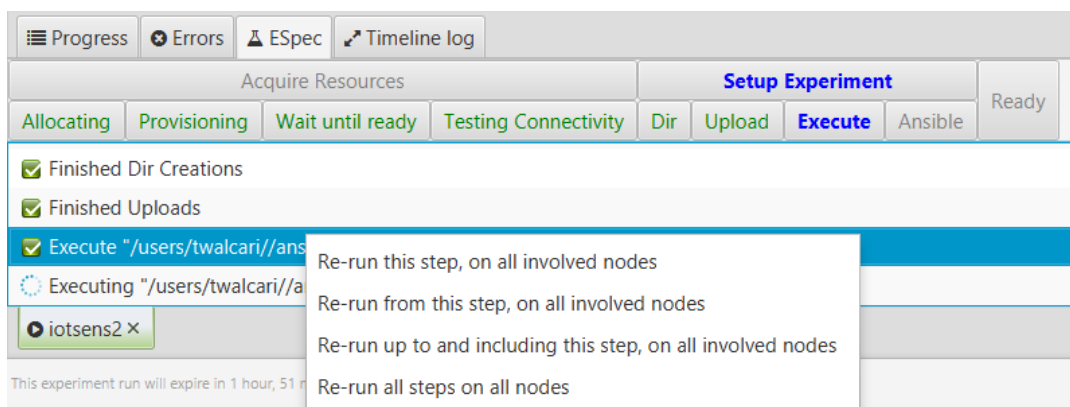 Progress Errors ESpec Timeline log
Acquire Resources Setup Experiment Ready
Allocating Provisioning Wait until ready Testing Connectivity Dir Upload Execute Ansible
Finished Dir Creations
Finished Uploads
Execute "/users/twalcari//ans
Re-run this step, on all involved nodes
Executing "/users/twalcari//a
Re-run from this step, on all involved nodes
iotsens2
Re-run up to and including this step, on all involved nodes
This experiment run will expire in 1 hour, 51
Re-run all steps on all nodes